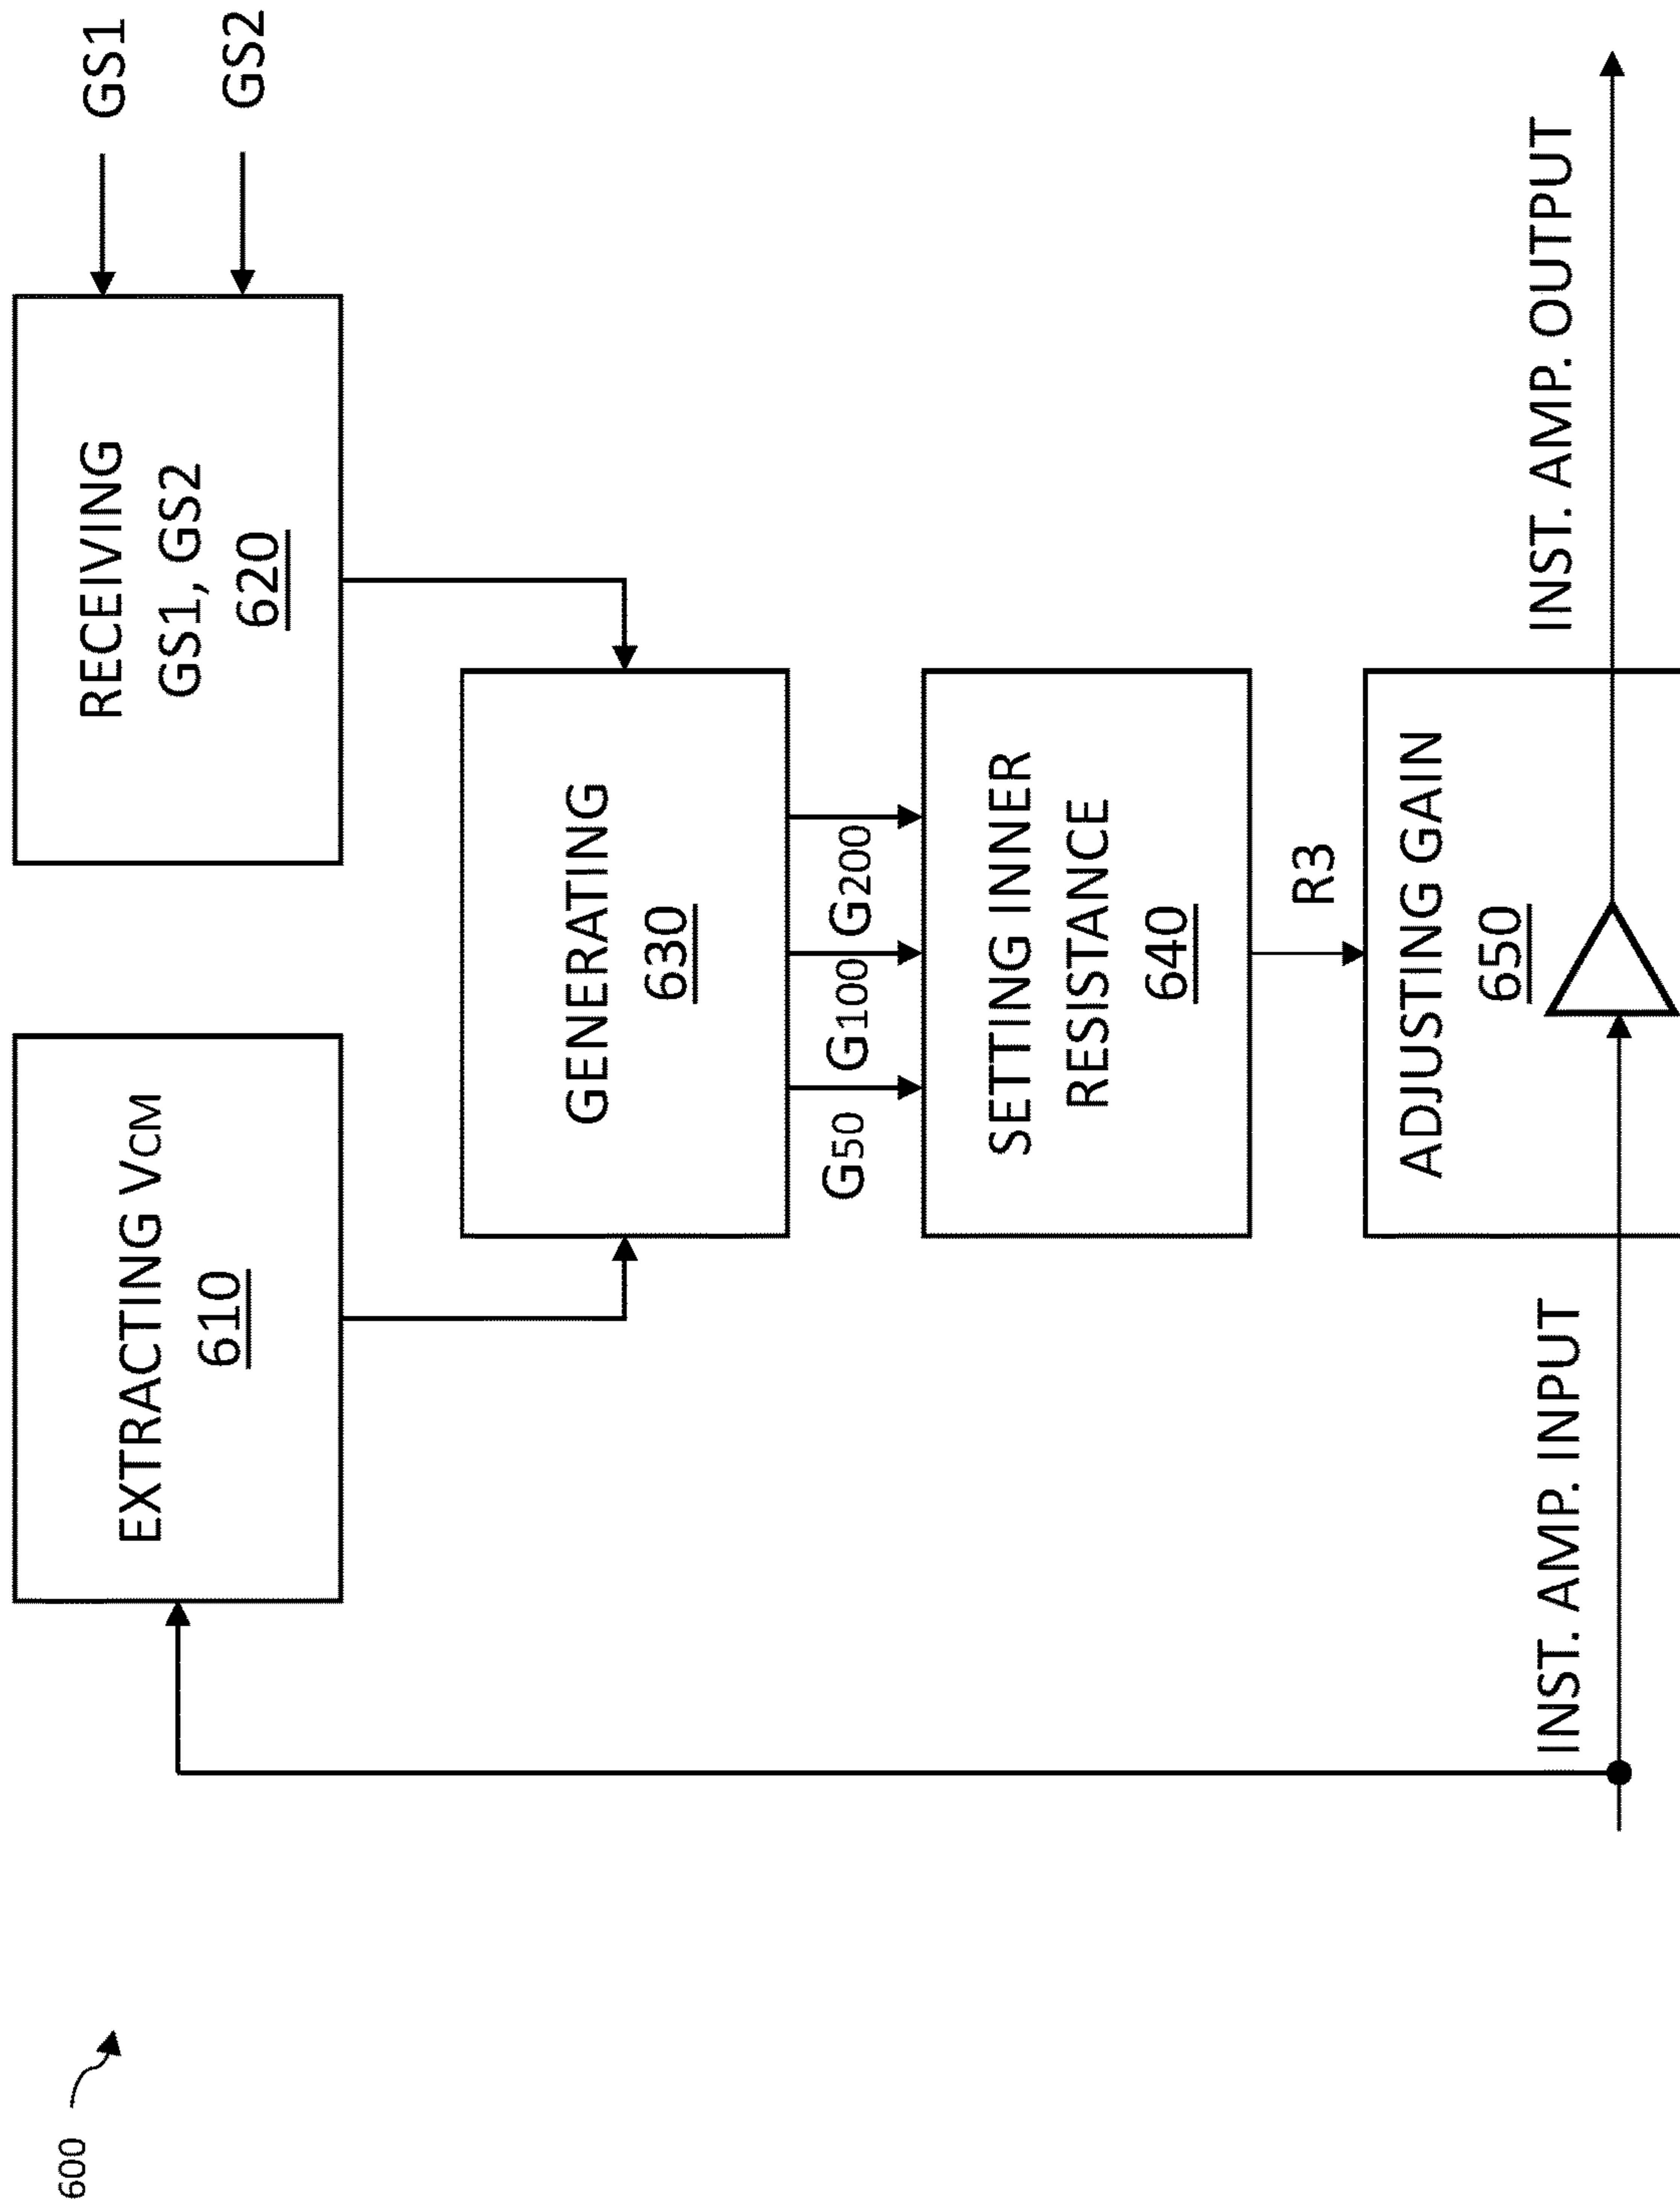 600
EXTRACTING VCM
610
RECEIVING
GS1, GS2
620
GS1
GS2
GENERATING
630
G50
G100
G200
SETTING INNER
RESISTANCE
640
R3
ADJUSTING GAIN
650
INST. AMP. INPUT
INST. AMP. OUTPUT